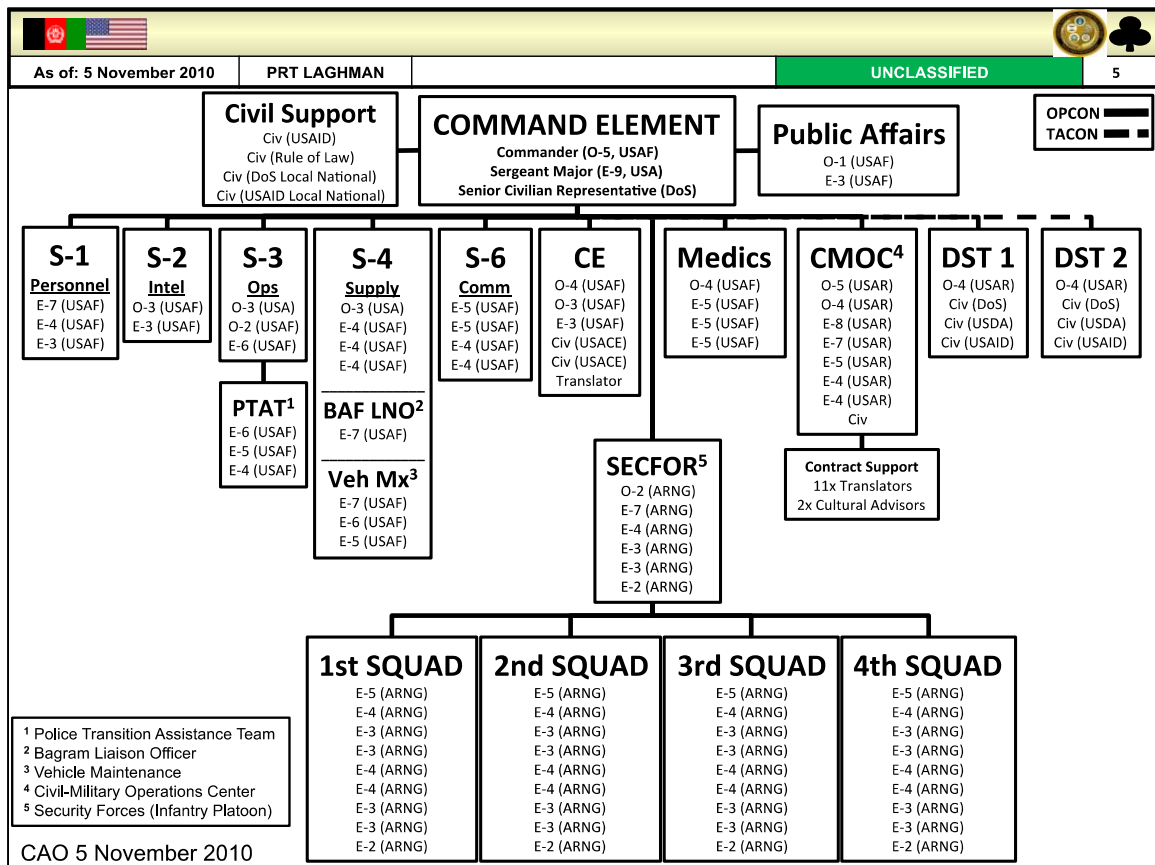 As of: 5 November 2010
PRT LAGHMAN
UNCLASSIFIED
5
OPCON
TACON
Civil Support
Civ (USAID)
Civ (Rule of Law)
Civ (DoS Local National)
Civ (USAID Local National)
COMMAND ELEMENT
Commander (O-5, USAF)
Sergeant Major (E-9, USA)
Senior Civilian Representative (DoS)
Public Affairs
O-1 (USAF)
E-3 (USAF)
S-1
Personnel
E-7 (USAF)
E-4 (USAF)
E-3 (USAF)
S-2
Intel
O-3 (USAF)
E-3 (USAF)
S-3
Ops
O-3 (USA)
O-2 (USAF)
E-6 (USAF)
PTAT¹
E-6 (USAF)
E-5 (USAF)
E-4 (USAF)
S-4
Supply
O-3 (USA)
E-4 (USAF)
E-4 (USAF)
E-4 (USAF)
BAF LNO²
E-7 (USAF)
Veh Mx³
E-7 (USAF)
E-6 (USAF)
E-5 (USAF)
S-6
Comm
E-5 (USAF)
E-5 (USAF)
E-4 (USAF)
E-4 (USAF)
CE
O-4 (USAF)
O-3 (USAF)
E-3 (USAF)
Civ (USACE)
Civ (USACE)
Translator
Medics
O-4 (USAF)
E-5 (USAF)
E-5 (USAF)
E-5 (USAF)
CMOC⁴
O-5 (USAR)
O-4 (USAR)
E-8 (USAR)
E-7 (USAR)
E-5 (USAR)
E-4 (USAR)
E-4 (USAR)
Civ
Contract Support
11x Translators
2x Cultural Advisors
DST 1
O-4 (USAR)
Civ (DoS)
Civ (USDA)
Civ (USAID)
DST 2
O-4 (USAR)
Civ (DoS)
Civ (USDA)
Civ (USAID)
SECFOR⁵
O-2 (ARNG)
E-7 (ARNG)
E-4 (ARNG)
E-3 (ARNG)
E-3 (ARNG)
E-2 (ARNG)
1st SQUAD
E-5 (ARNG)
E-4 (ARNG)
E-3 (ARNG)
E-3 (ARNG)
E-4 (ARNG)
E-4 (ARNG)
E-3 (ARNG)
E-3 (ARNG)
E-2 (ARNG)
2nd SQUAD
E-5 (ARNG)
E-4 (ARNG)
E-3 (ARNG)
E-3 (ARNG)
E-4 (ARNG)
E-4 (ARNG)
E-3 (ARNG)
E-3 (ARNG)
E-2 (ARNG)
3rd SQUAD
E-5 (ARNG)
E-4 (ARNG)
E-3 (ARNG)
E-3 (ARNG)
E-4 (ARNG)
E-4 (ARNG)
E-3 (ARNG)
E-3 (ARNG)
E-2 (ARNG)
4th SQUAD
E-5 (ARNG)
E-4 (ARNG)
E-3 (ARNG)
E-3 (ARNG)
E-4 (ARNG)
E-4 (ARNG)
E-3 (ARNG)
E-3 (ARNG)
E-2 (ARNG)
¹ Police Transition Assistance Team
² Bagram Liaison Officer
³ Vehicle Maintenance
⁴ Civil-Military Operations Center
⁵ Security Forces (Infantry Platoon)
CAO 5 November 2010